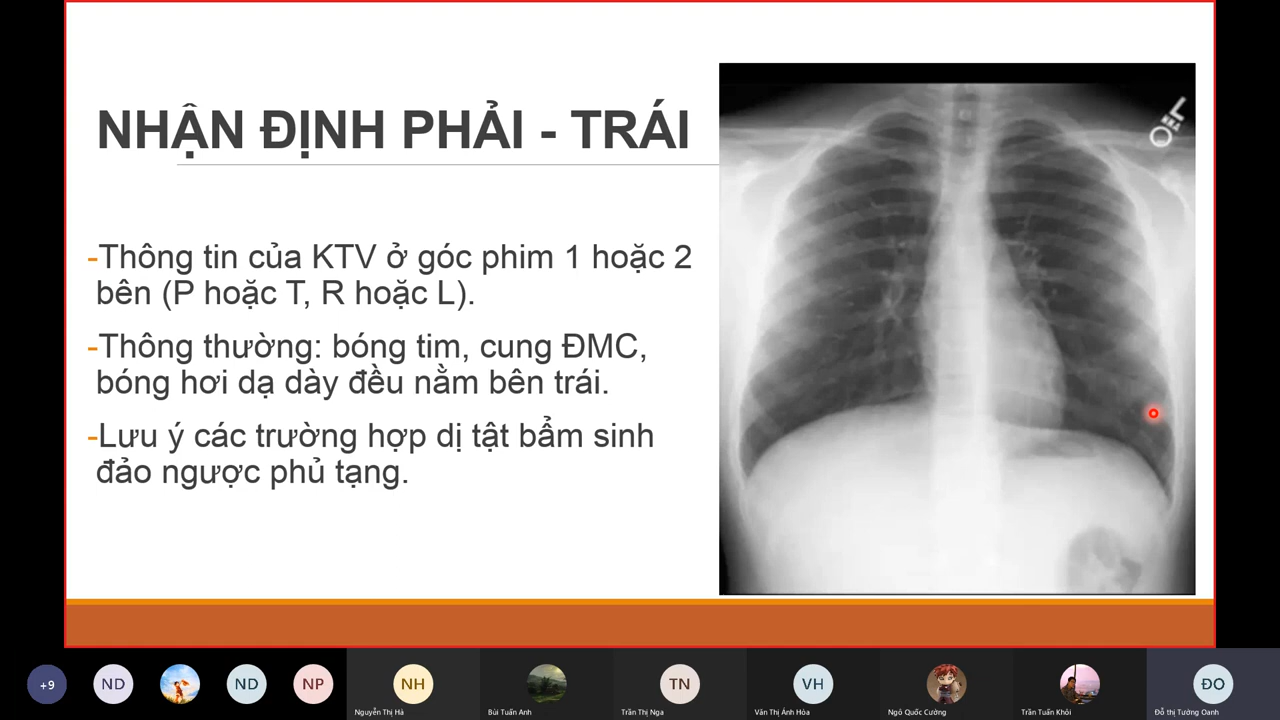 NHẬN ĐỊNH PHẢI - TRÁI
-Thông tin của KTV ở góc phim 1 hoặc 2
bên (P hoặc T, R hoặc L).
-Thông thường: bóng tim, cung ĐMC,
bóng hơi dạ dày đều nằm bên trái.
-Lưu ý các trường hợp dị tật bẩm sinh
đảo ngược phủ tạng.
+9
ND
ND
NP
NH
TN
VH
ĐO
Nguyễn Thị Hà
Bùi Tuấn Anh
Trần Thị Nga
Văn Thị Ánh Hòa
Ngô Quốc Cường
Trần Tuấn Khôi
Đỗ thị Tường Oanh